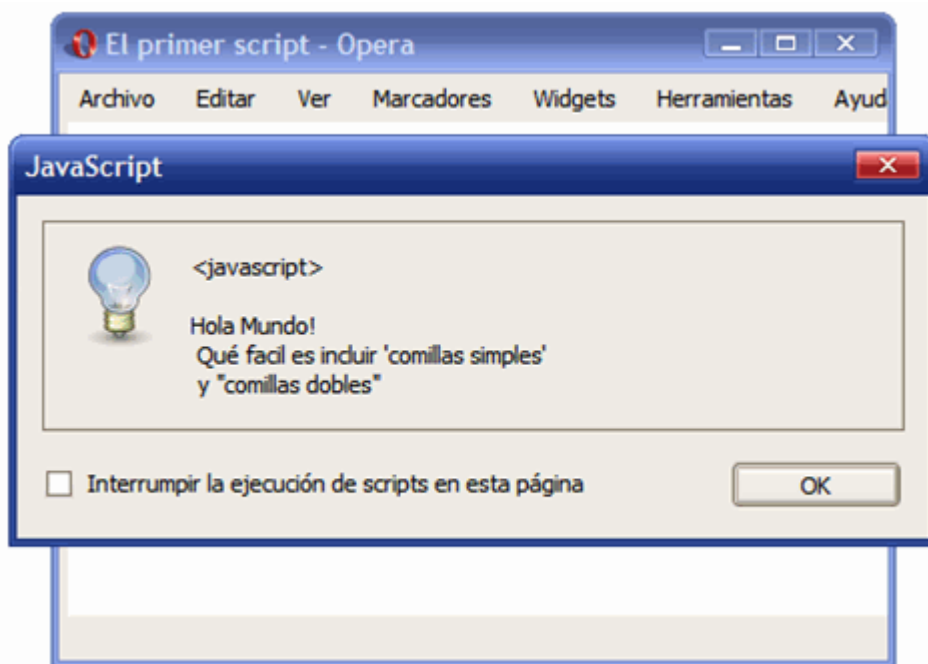 El primer script - Opera
Archivo Editar Ver Marcadores Widgets Herramientas Ayud
JavaScript
<javascript>
Hola Mundo!
Qué facil es incluir 'comillas simples'
y "comillas dobles"
Interrumpir la ejecución de scripts en esta página
OK